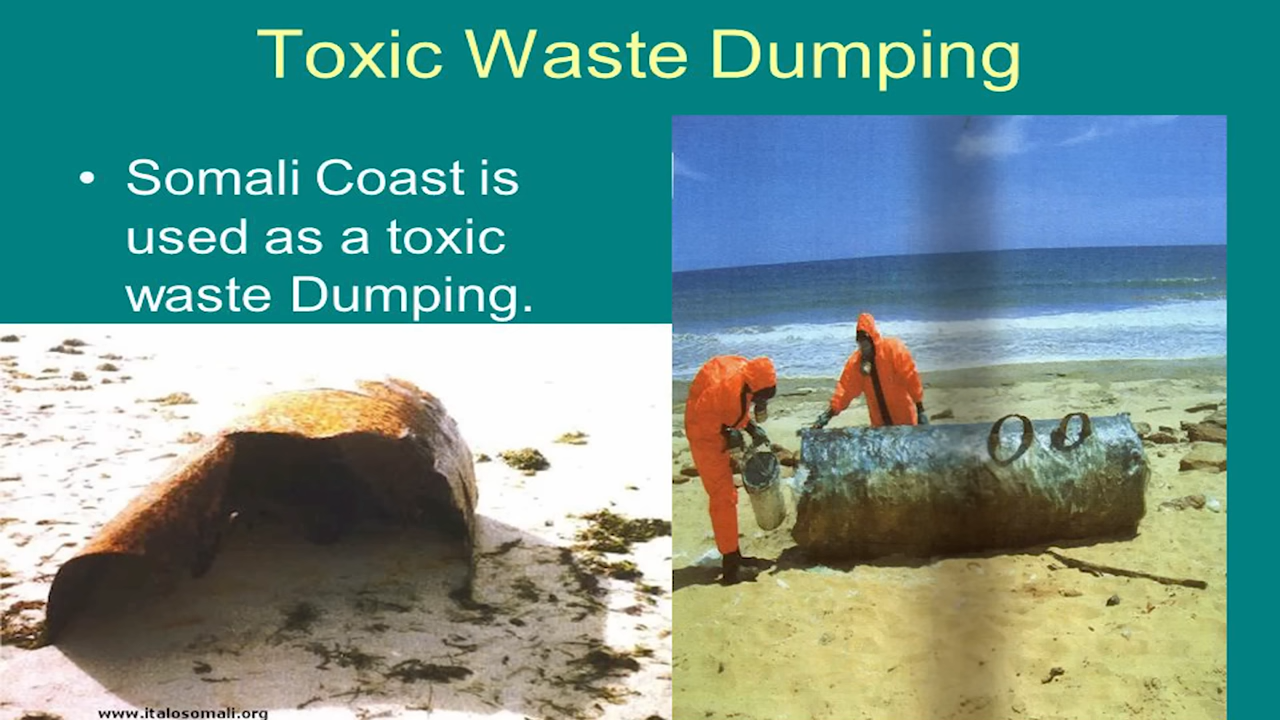 Toxic Waste Dumping
• Somali Coast is
used as a toxic
waste Dumping.
www.italosomali.org